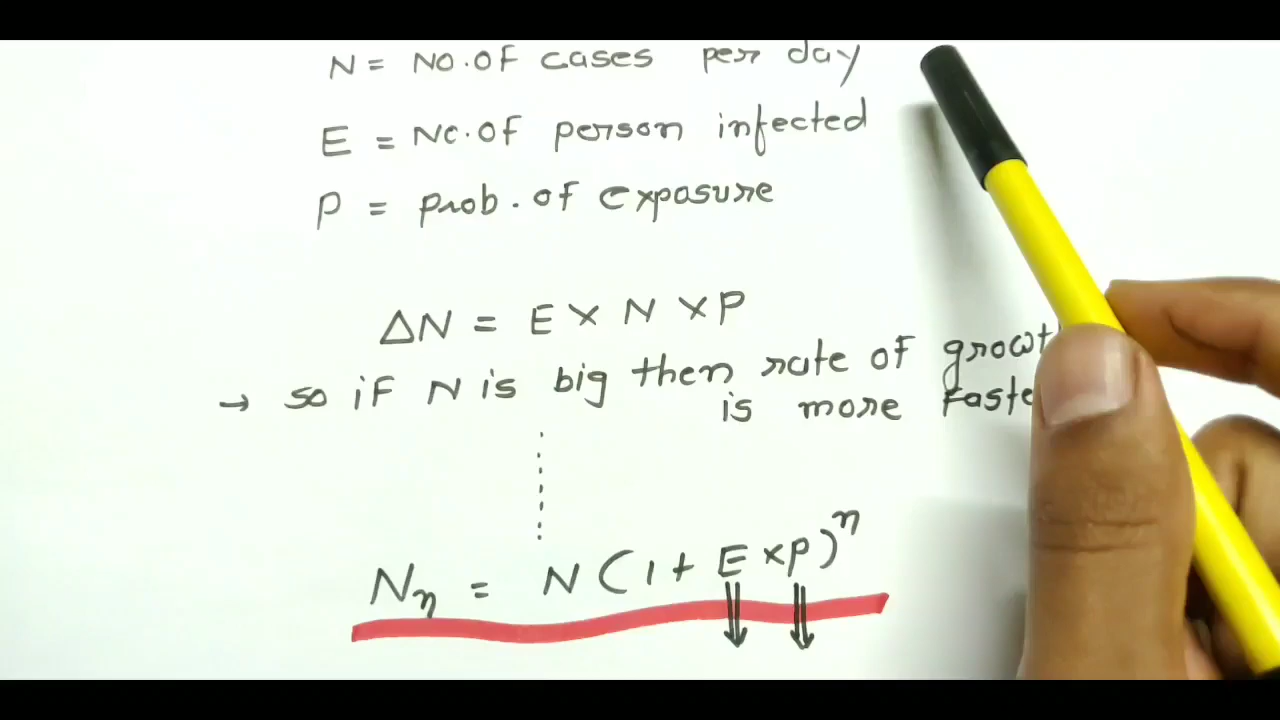 N = No. of cases per day
E = No. of person infected
P = prob. of exposure
ΔN = E × N × P
→ so if N is big then rate of growt
is more Faste
Nη = N (1 + E × P)^η